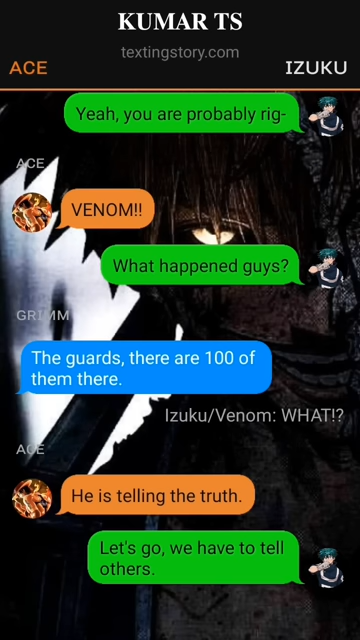 KUMAR TS
textingstory.com
ACE
IZUKU
Yeah, you are probably rig-
ACE
VENOM!!
What happened guys?
GRIMM
The guards, there are 100 of
them there.
Izuku/Venom: WHAT!?
ACE
He is telling the truth.
Let's go, we have to tell
others.